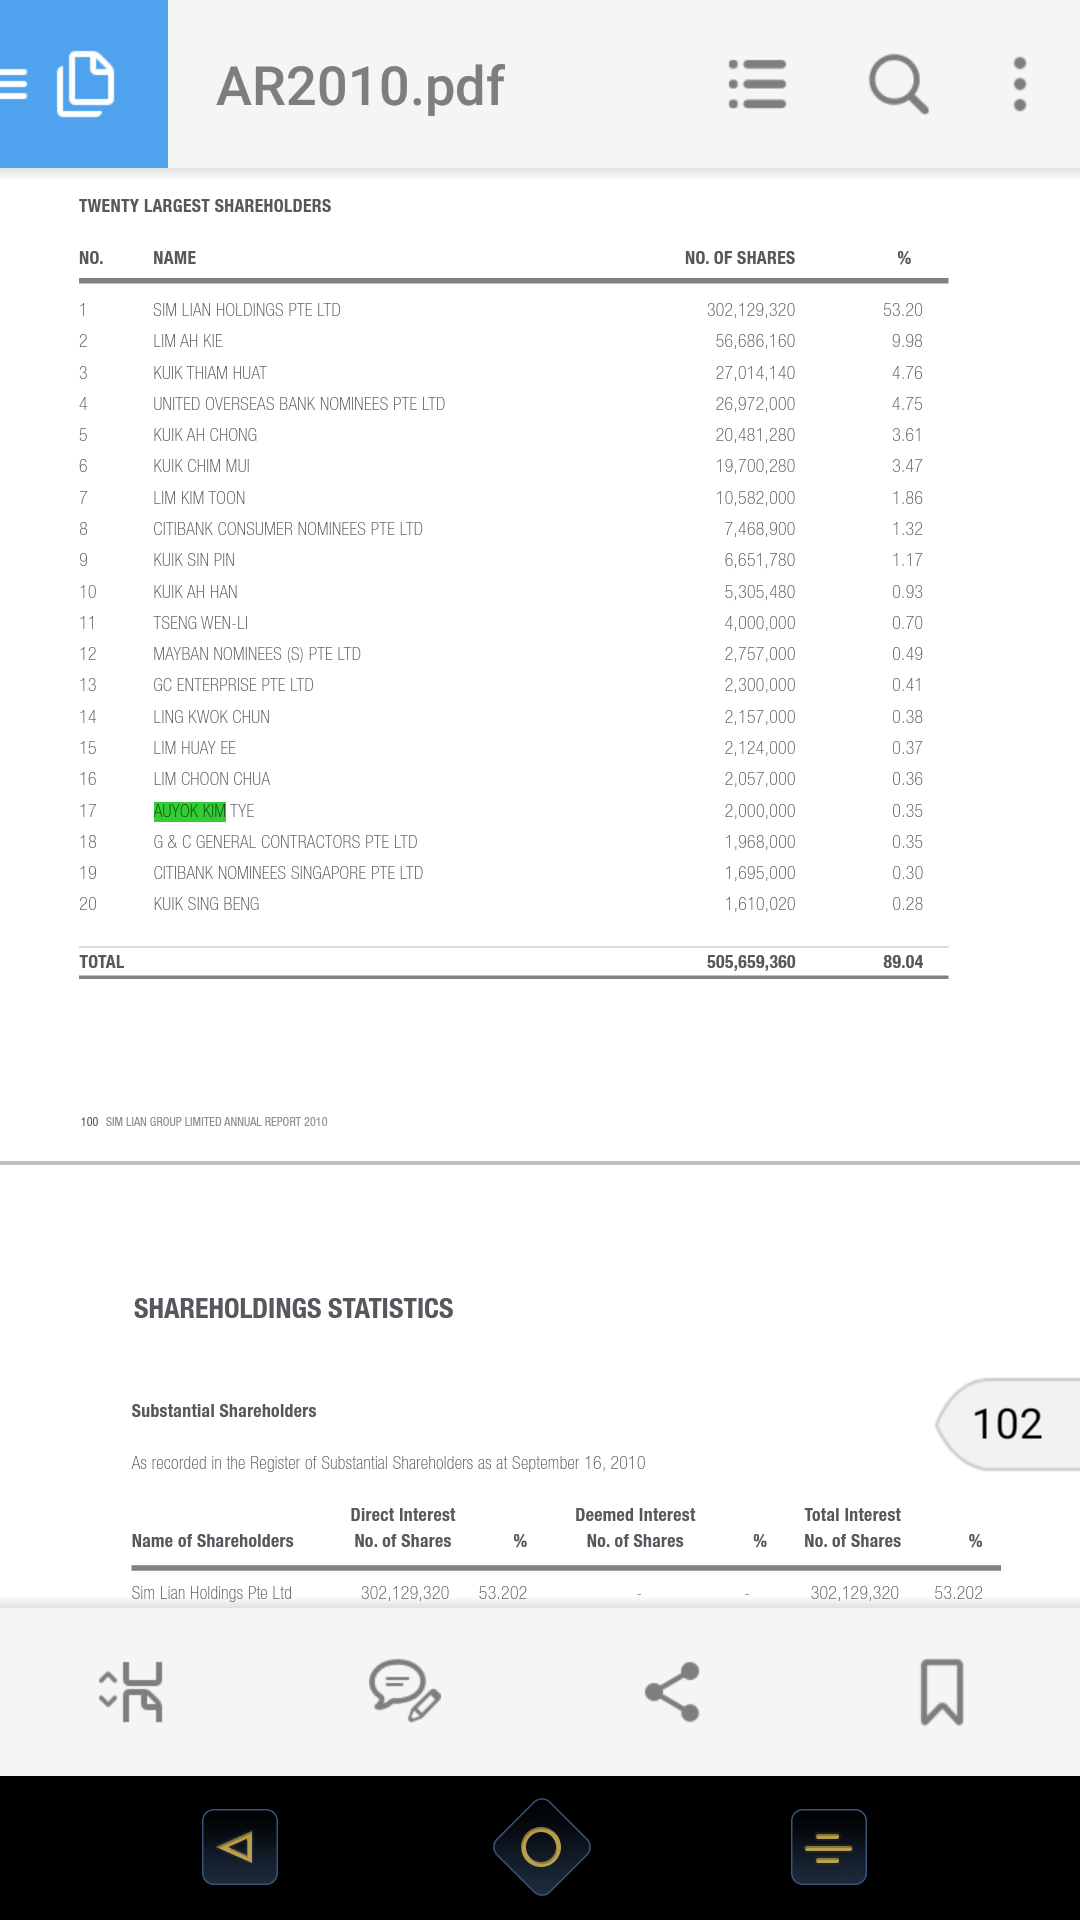 AR2010.pdf
TWENTY LARGEST SHAREHOLDERS
NO. NAME NO. OF SHARES %
1 SIM LIAN HOLDINGS PTE LTD 302,129,320 53.20
2 LIM AH KIE 56,686,160 9.98
3 KUIK THIAM HUAT 27,014,140 4.76
4 UNITED OVERSEAS BANK NOMINEES PTE LTD 26,972,000 4.75
5 KUIK AH CHONG 20,481,280 3.61
6 KUIK CHIM MUI 19,700,280 3.47
7 LIM KIM TOON 10,582,000 1.86
8 CITIBANK CONSUMER NOMINEES PTE LTD 7,468,900 1.32
9 KUIK SIN PIN 6,651,780 1.17
10 KUIK AH HAN 5,305,480 0.93
11 TSENG WEN-LI 4,000,000 0.70
12 MAYBAN NOMINEES (S) PTE LTD 2,757,000 0.49
13 GC ENTERPRISE PTE LTD 2,300,000 0.41
14 LING KWOK CHUN 2,157,000 0.38
15 LIM HUAY EE 2,124,000 0.37
16 LIM CHOON CHUA 2,057,000 0.36
17 AUYOK KIM TYE 2,000,000 0.35
18 G & C GENERAL CONTRACTORS PTE LTD 1,968,000 0.35
19 CITIBANK NOMINEES SINGAPORE PTE LTD 1,695,000 0.30
20 KUIK SING BENG 1,610,020 0.28
TOTAL 505,659,360 89.04
100 SIM LIAN GROUP LIMITED ANNUAL REPORT 2010
SHAREHOLDINGS STATISTICS
Substantial Shareholders
102
As recorded in the Register of Substantial Shareholders as at September 16, 2010
Direct Interest Deemed Interest Total Interest
Name of Shareholders No. of Shares % No. of Shares % No. of Shares %
Sim Lian Holdings Pte Ltd 302,129,320 53.202 - - 302,129,320 53.202